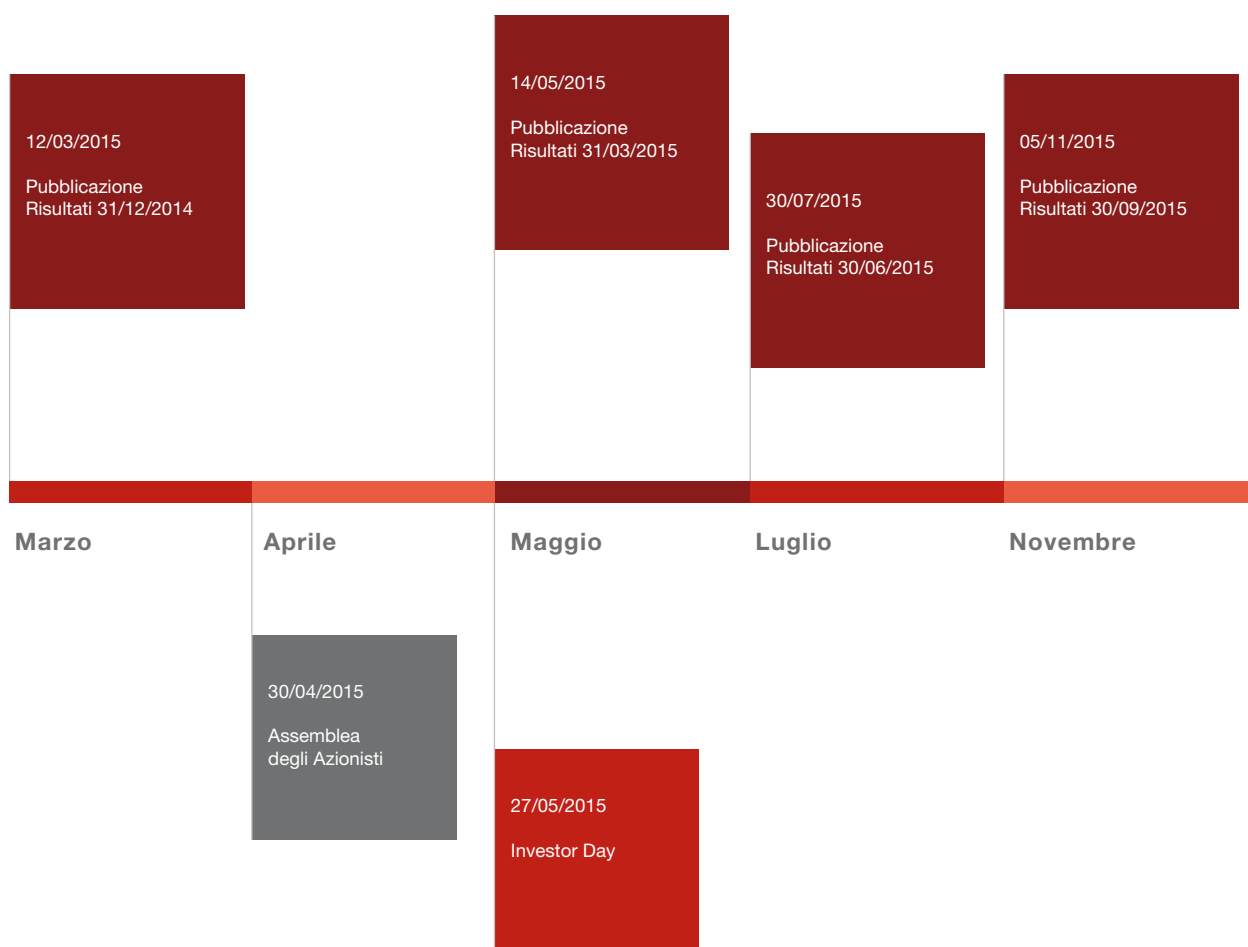 12/03/2015
Pubblicazione
Risultati 31/12/2014
14/05/2015
Pubblicazione
Risultati 31/03/2015
30/07/2015
Pubblicazione
Risultati 30/06/2015
05/11/2015
Pubblicazione
Risultati 30/09/2015
Marzo
Aprile
Maggio
Luglio
Novembre
30/04/2015
Assemblea
degli Azionisti
27/05/2015
Investor Day